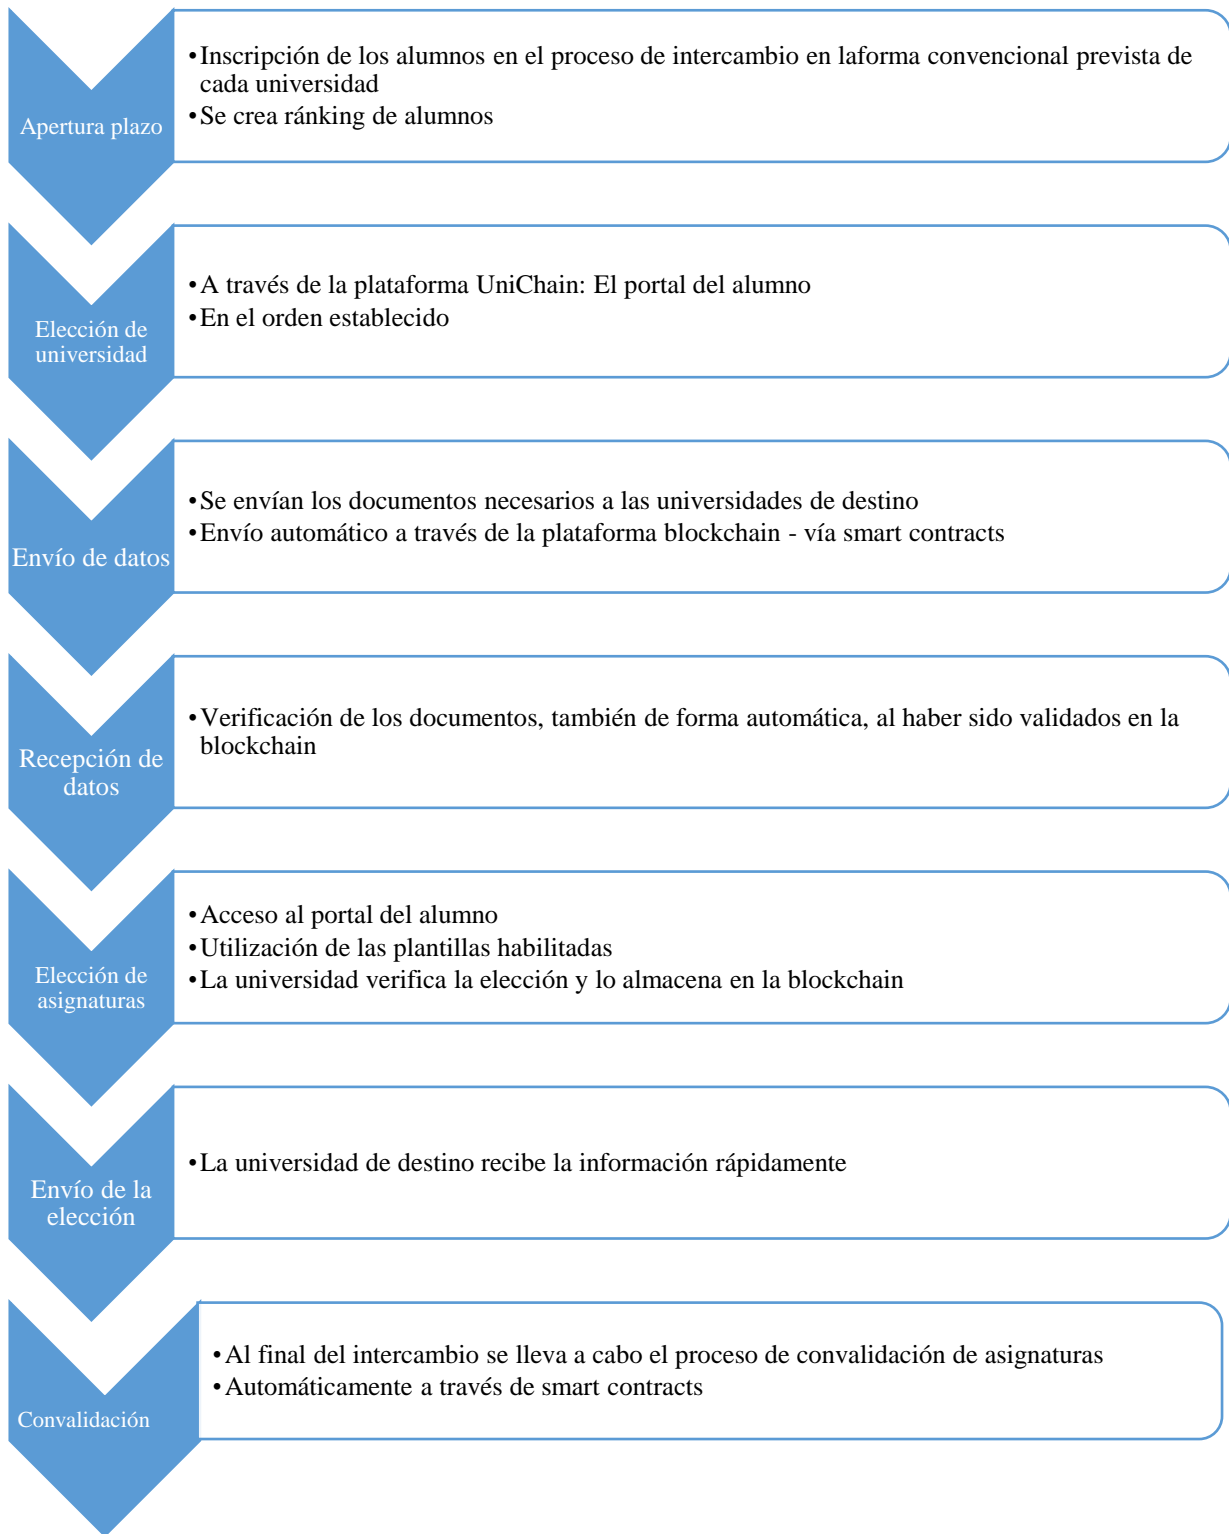 Apertura plazo
•Inscripción de los alumnos en el proceso de intercambio en laforma convencional prevista de
cada universidad
•Se crea ránking de alumnos
Elección de
universidad
•A través de la plataforma UniChain: El portal del alumno
•En el orden establecido
Envío de datos
•Se envían los documentos necesarios a las universidades de destino
•Envío automático a través de la plataforma blockchain - vía smart contracts
Recepción de
datos
•Verificación de los documentos, también de forma automática, al haber sido validados en la
blockchain
Elección de
asignaturas
•Acceso al portal del alumno
•Utilización de las plantillas habilitadas
•La universidad verifica la elección y lo almacena en la blockchain
Envío de la
elección
•La universidad de destino recibe la información rápidamente
Convalidación
•Al final del intercambio se lleva a cabo el proceso de convalidación de asignaturas
•Automáticamente a través de smart contracts